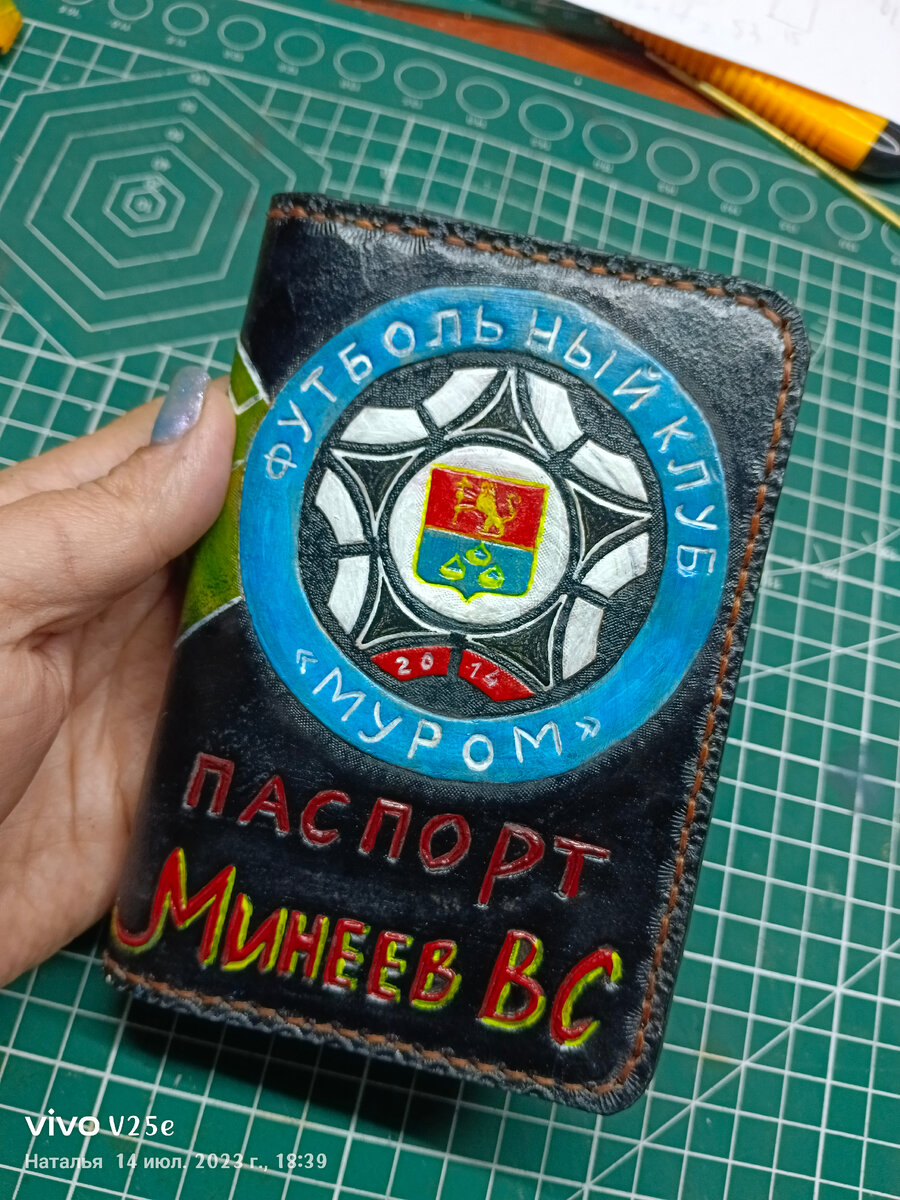 ФУТБОЛЬНЫЙ КЛУБ
2014
«МУРОМ»
ПАСПОРТ
МИНЕЕВ ВС
vivo V25e
Наталья 14 июл. 2023 г., 18:39